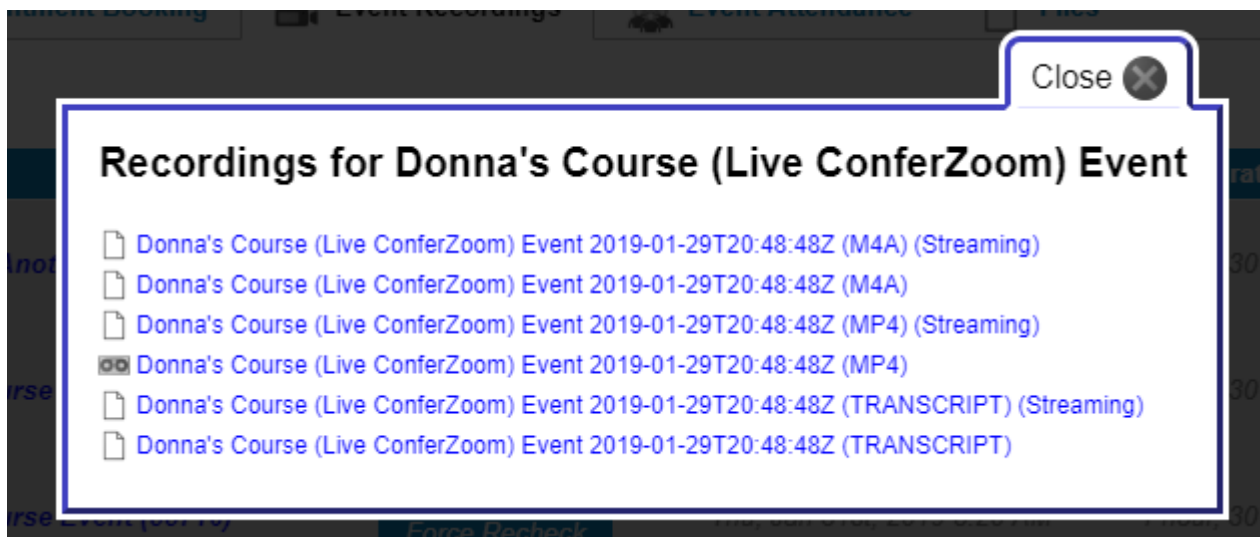 Booking
Event Recordings
Event Attendance
Files
Close
Recordings for Donna's Course (Live ConferZoom) Event
Donna's Course (Live ConferZoom) Event 2019-01-29T20:48:48Z (M4A) (Streaming)
Donna's Course (Live ConferZoom) Event 2019-01-29T20:48:48Z (M4A)
Donna's Course (Live ConferZoom) Event 2019-01-29T20:48:48Z (MP4) (Streaming)
Donna's Course (Live ConferZoom) Event 2019-01-29T20:48:48Z (MP4)
Donna's Course (Live ConferZoom) Event 2019-01-29T20:48:48Z (TRANSCRIPT) (Streaming)
Donna's Course (Live ConferZoom) Event 2019-01-29T20:48:48Z (TRANSCRIPT)
Force Recheck